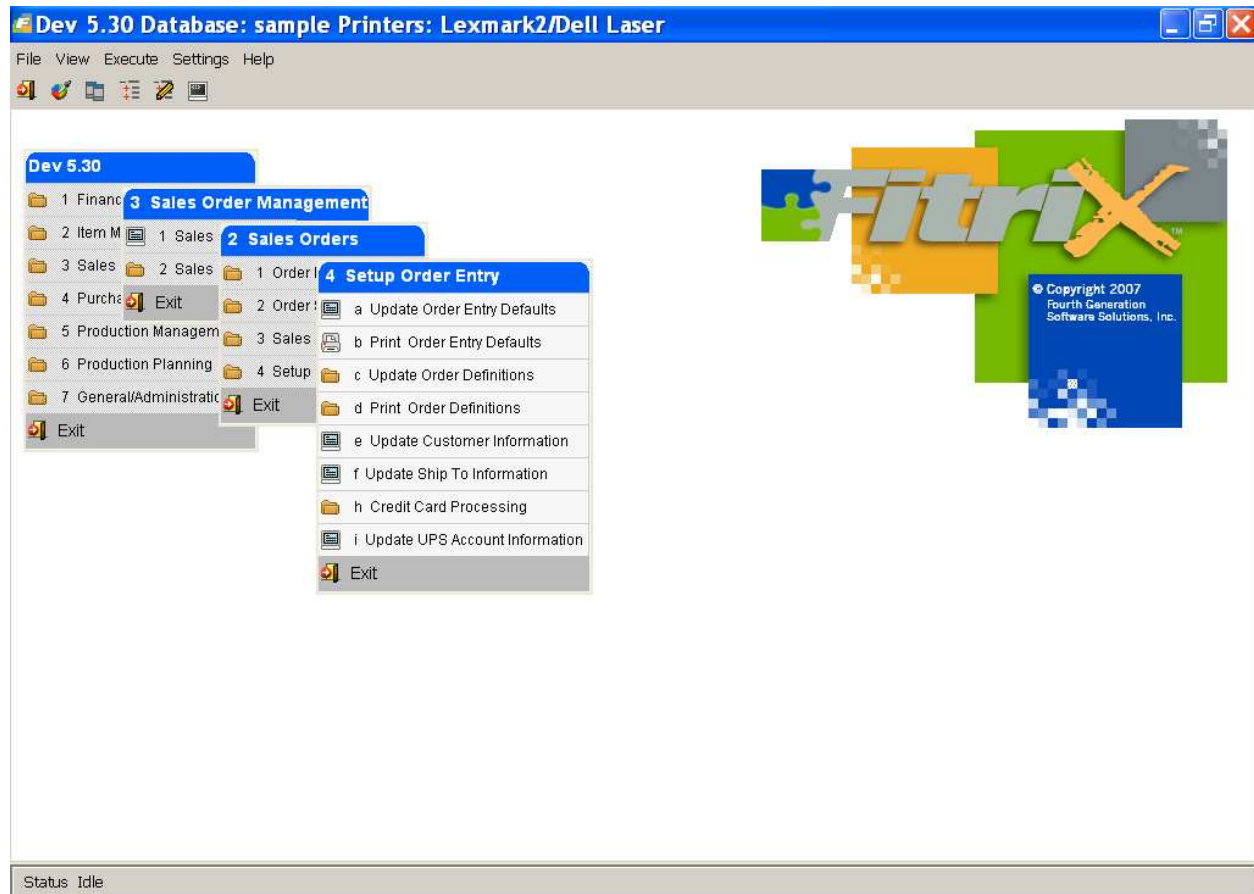 Dev 5.30 Database: sample Printers: Lexmark2/Dell Laser
File View Execute Settings Help
Dev 5.30
1 Financ
2 Item M
3 Sales
4 Purcha
5 Production Managem
6 Production Planning
7 General/Administratic
Exit
3 Sales Order Management
1 Sales
2 Sales
Exit
2 Sales Orders
1 Order I
2 Order
3 Sales
4 Setup
Exit
4 Setup Order Entry
a Update Order Entry Defaults
b Print Order Entry Defaults
c Update Order Definitions
d Print Order Definitions
e Update Customer Information
f Update Ship To Information
h Credit Card Processing
i Update UPS Account Information
Exit
Fitrix
TM
© Copyright 2007
Fourth Generation
Software Solutions, Inc.
Status Idle